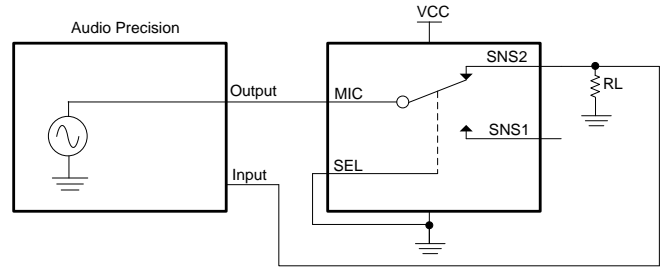 VCC
Audio Precision
SNS2
RL
Output
MIC
SNS1
SEL
Input